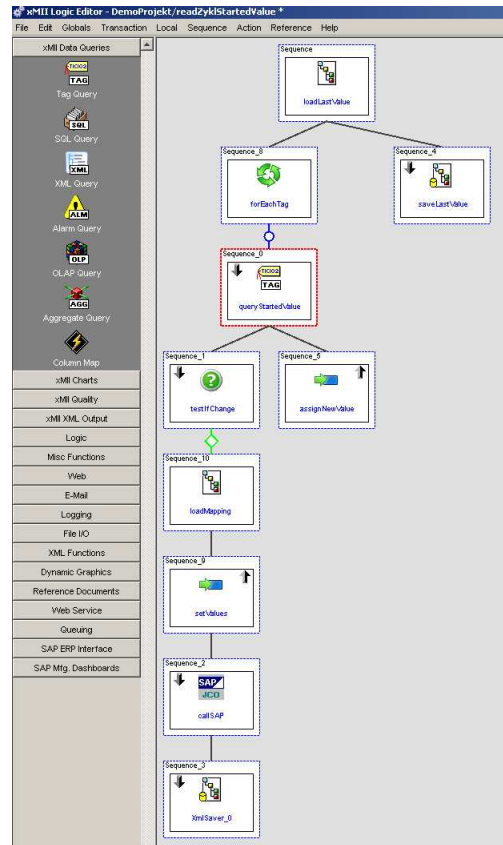 xMII Logic Editor - DemoProjekt/readZyklStartedValue *
File Edit Globals Transaction Local Sequence Action Reference Help
xMII Data Queries
TIC102
TAG
Tag Query
SQL
SQL Query
XML
XML Query
ALM
Alarm Query
OLP
OLAP Query
AGG
Aggregate Query
Column Map
xMII Charts
xMII Quality
xMII XML Output
Logic
Misc Functions
Web
E-Mail
Logging
File I/O
XML Functions
Dynamic Graphics
Reference Documents
Web Service
Queuing
SAP ERP Interface
SAP Mfg. Dashboards
Sequence
loadLastValue
Sequence_8
forEachTag
Sequence_4
saveLastValue
Sequence_0
TIC102
TAG
queryStartedValue
Sequence_1
testIfChange
Sequence_5
assignNewValue
Sequence_10
loadMapping
Sequence_9
setValues
Sequence_2
SAP
JCO
callSAP
Sequence_3
XmlSaver_0